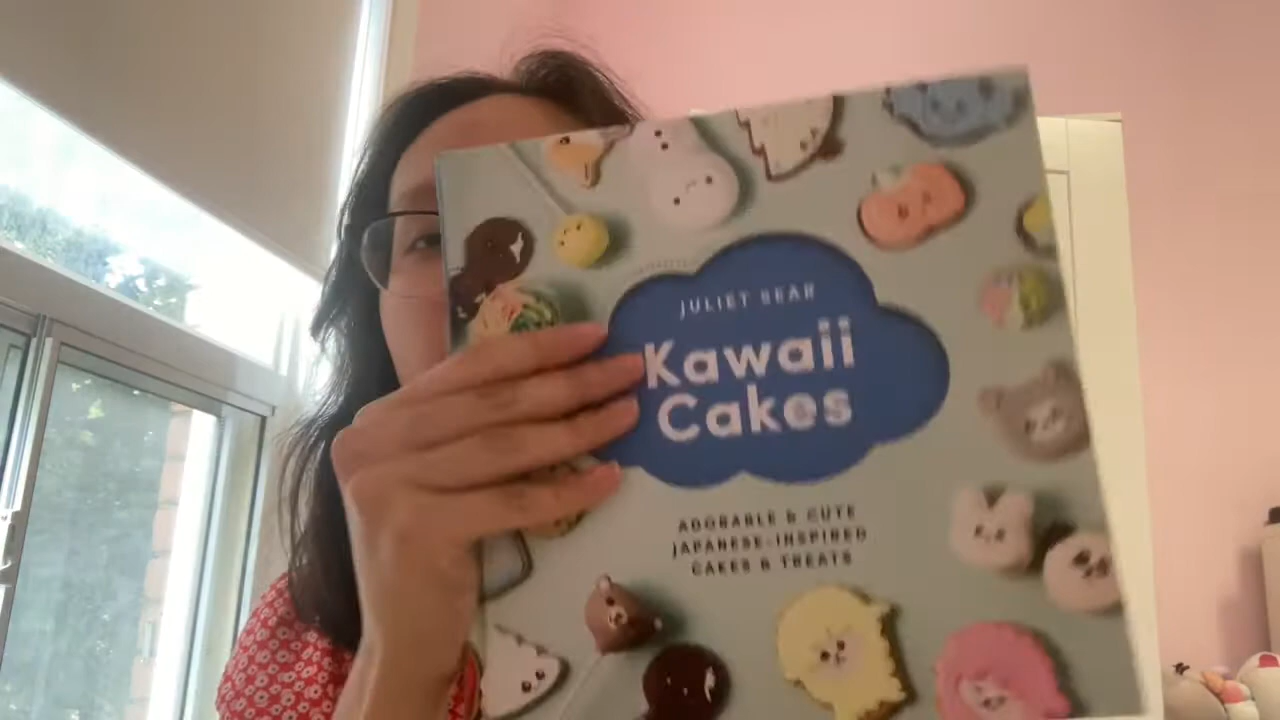 JULIET SEAR
Kawaii
Cakes
ADORABLE & CUTE
JAPANESE-INSPIRED
CAKES & TREATS